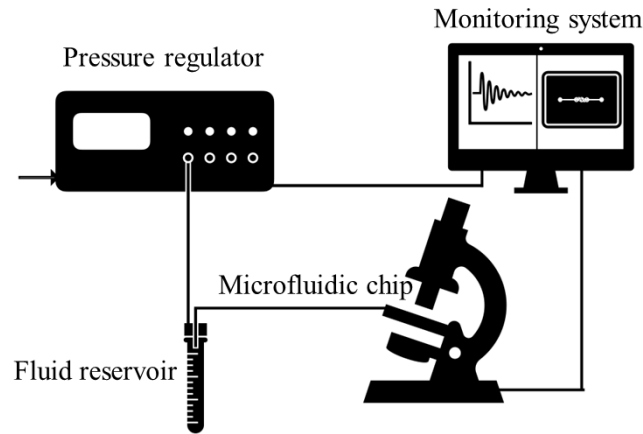 Monitoring system
Pressure regulator
Microfluidic chip
Fluid reservoir